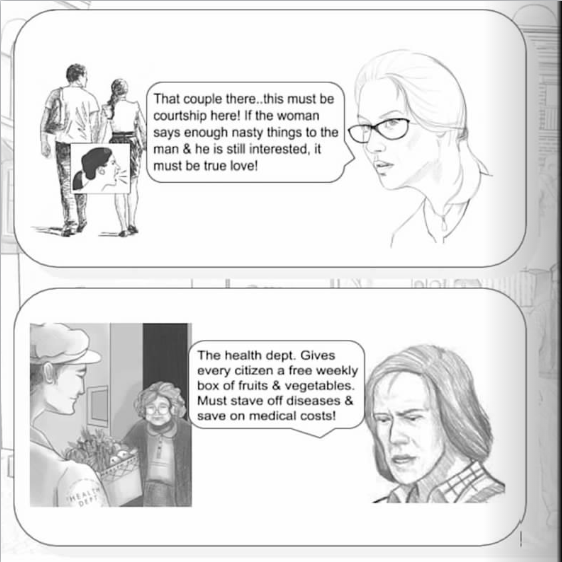 That couple there..this must be
courtship here! If the woman
says enough nasty things to the
man & he is still interested, it
must be true love!
The health dept. Gives
every citizen a free weekly
box of fruits & vegetables.
Must stave off diseases &
save on medical costs!
"HEALTH
DEPT"